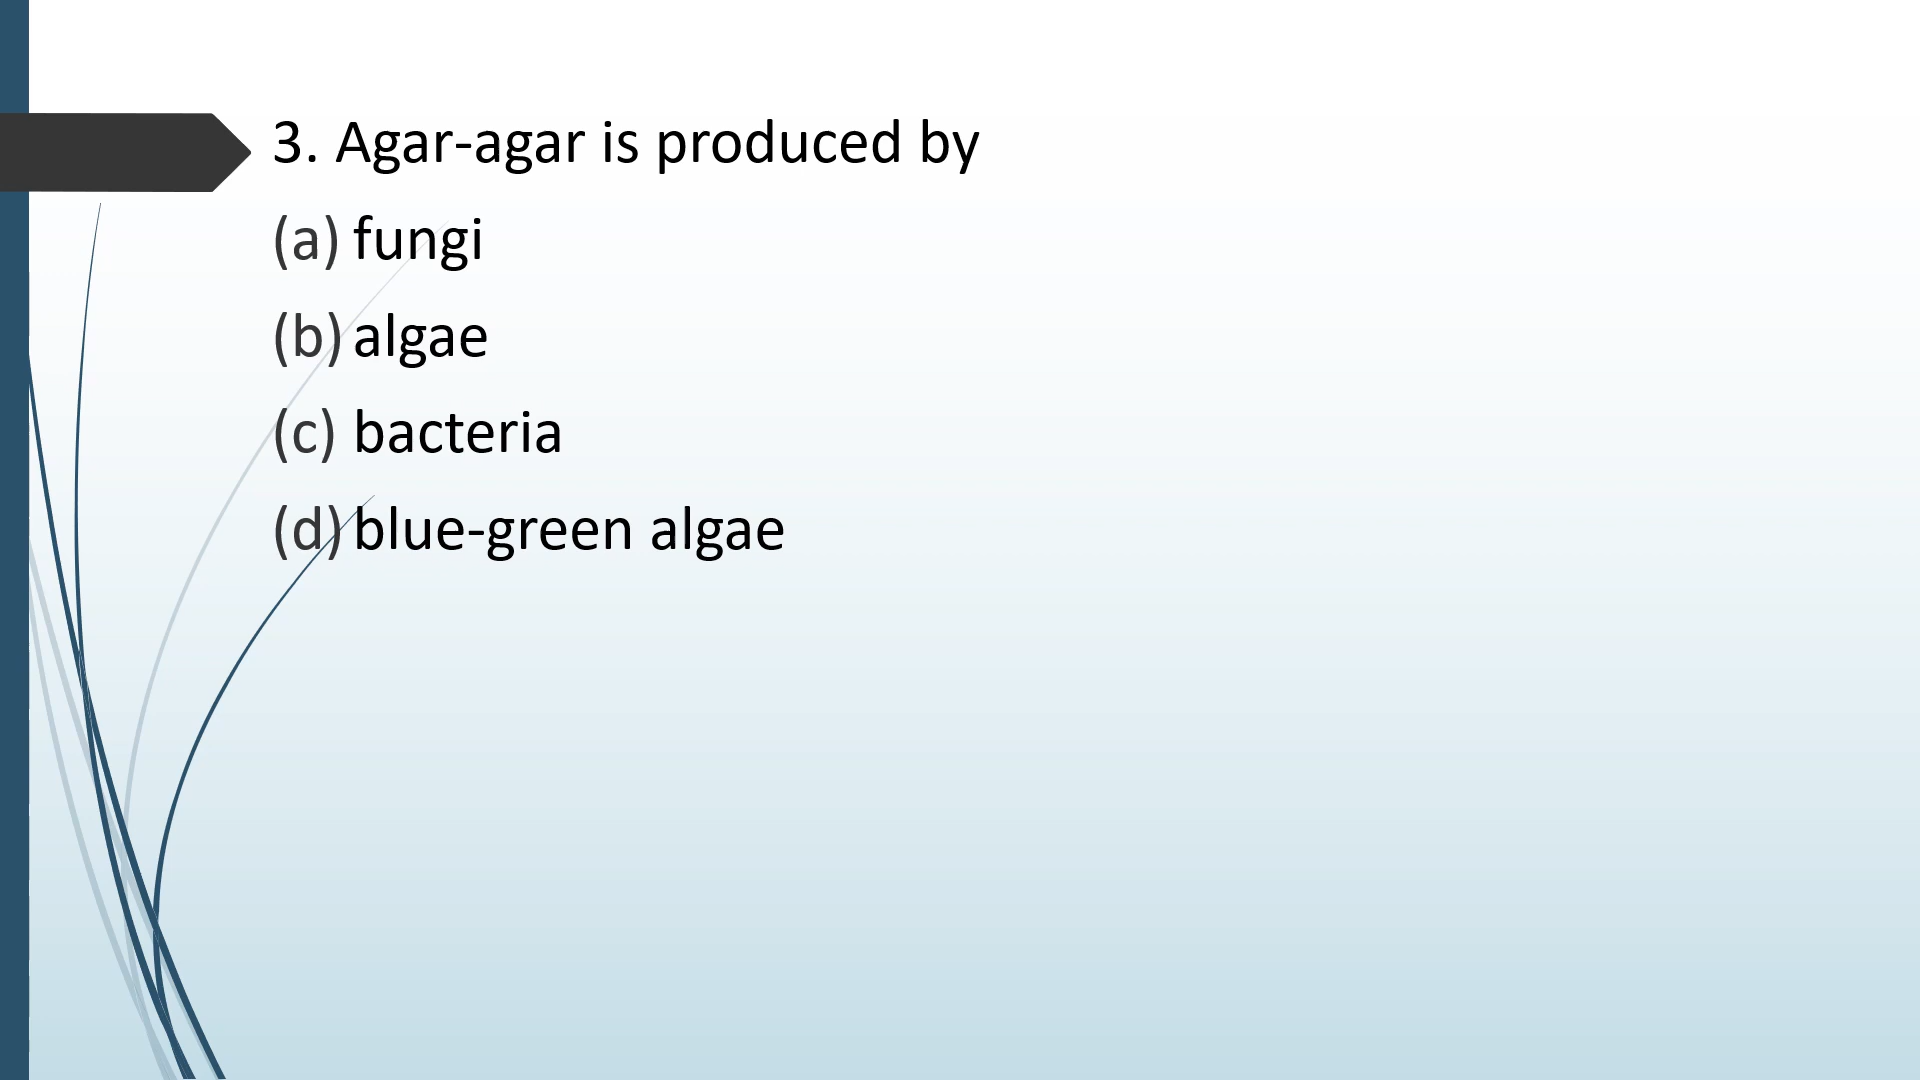 3. Agar-agar is produced by
(a) fungi
(b) algae
(c) bacteria
(d) blue-green algae